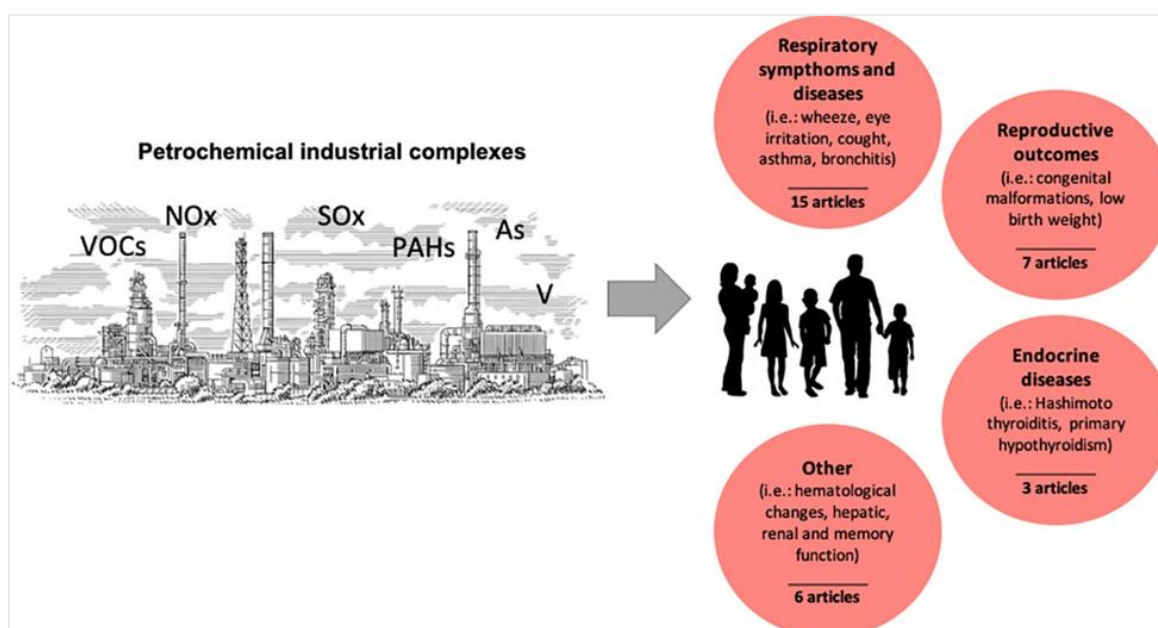 Petrochemical industrial complexes
NOx
SOx
As
VOCs
PAHs
V
Respiratory
sympthoms and
diseases
(i.e.: wheeze, eye
irritation, cought,
asthma, bronchitis)
15 articles
Reproductive
outcomes
(i.e.: congenital
malformations, low
birth weight)
7 articles
Endocrine
diseases
(i.e.: Hashimoto
thyroiditis, primary
hypothyroidism)
3 articles
Other
(i.e.: hematological
changes, hepatic,
renal and memory
function)
6 articles